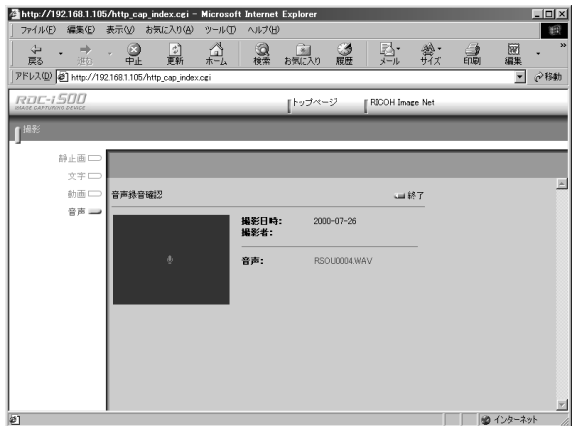 http://192.168.1.105/http_cap_index.cgi - Microsoft Internet Explorer
ファイル(F) 編集(E) 表示(V) お気に入り(A) ツール(T) ヘルプ(H)
戻る 進む 中止 更新 ホーム 検索 お気に入り 履歴 メール サイズ 印刷 編集
アドレス(D) http://192.168.1.105/http_cap_index.cgi 移動
RDC-i500
IMAGE CAPTURING DEVICE
トップページ RICOH Image Net
撮影
静止画
文字
動画
音声
音声録音確認 終了
撮影日時: 2000-07-26
撮影者:
音声: RSOU0004.WAV
インターネット